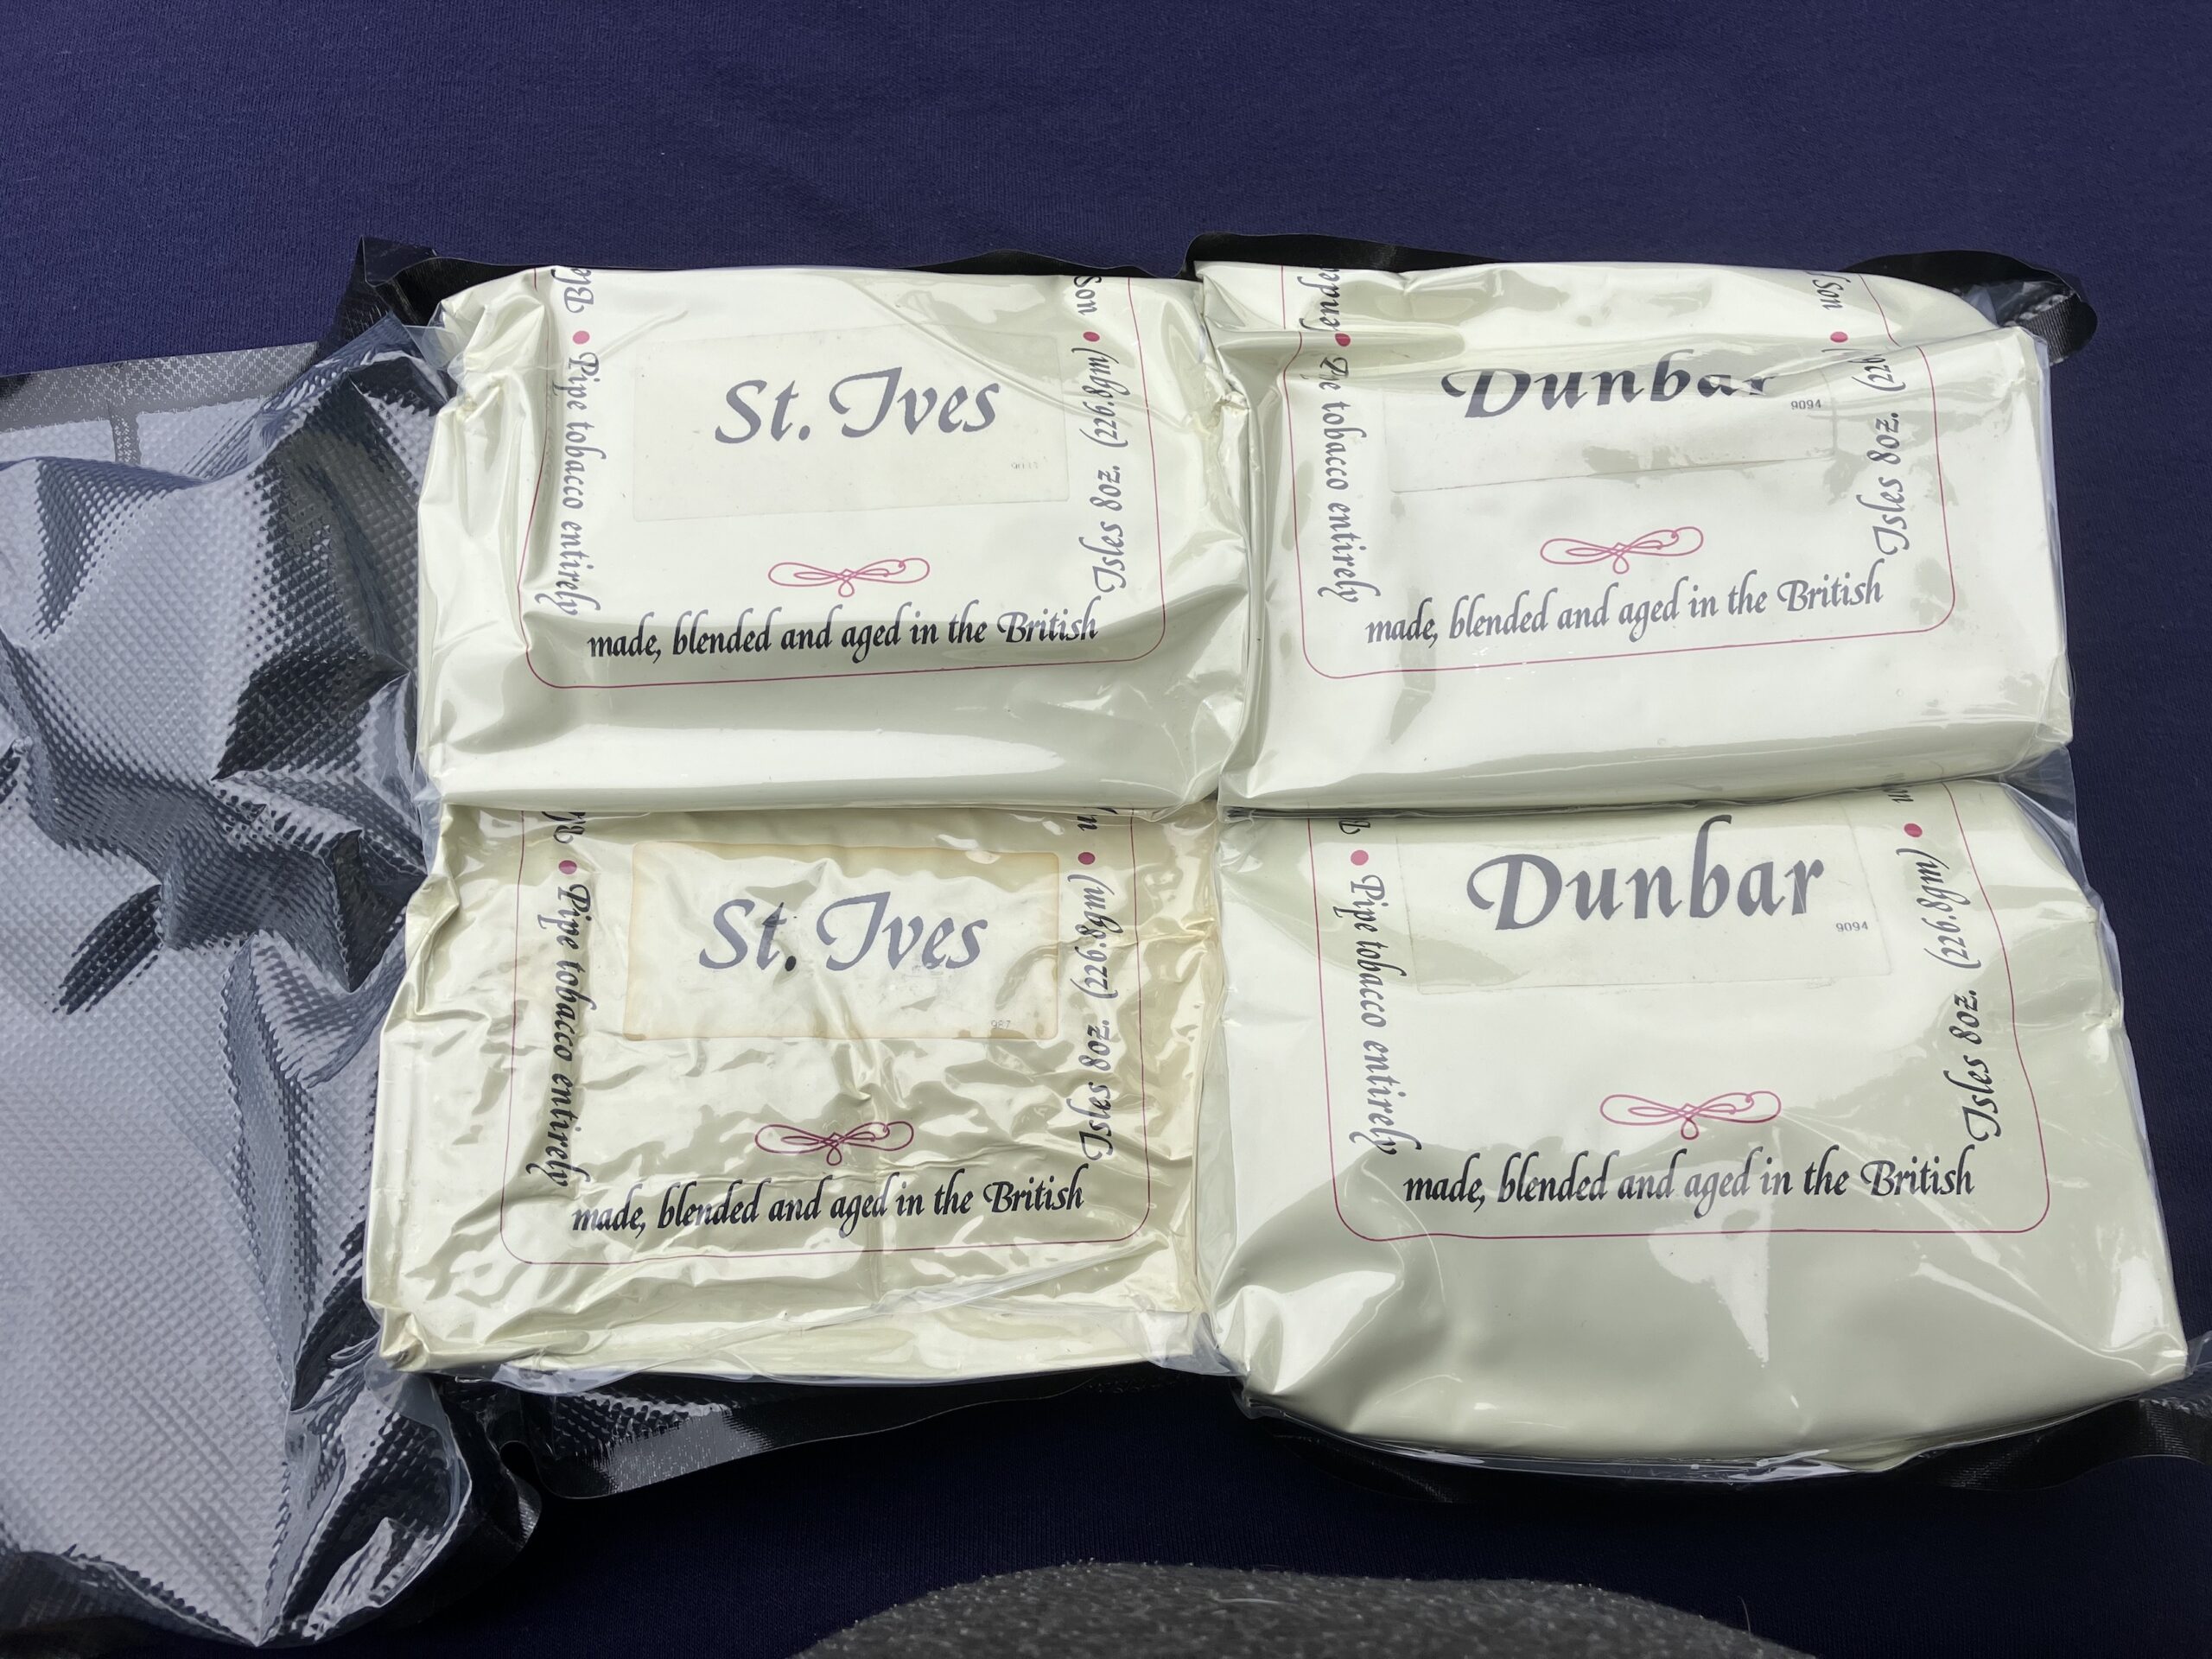 St. Ives
Pipe tobacco entirely
made, blended and aged in the British
Isles 8oz. (226.8gm)
Son
Dunbar
9094
tobacco entirely
made, blended and aged in the British
Isles 8oz.
Son
St. Ives
987
Pipe tobacco entirely
made, blended and aged in the British
Isles 8oz. (226.8gm)
Dunbar
9094
Pipe tobacco entirely
made, blended and aged in the British
Isles 8oz. (226.8gm)